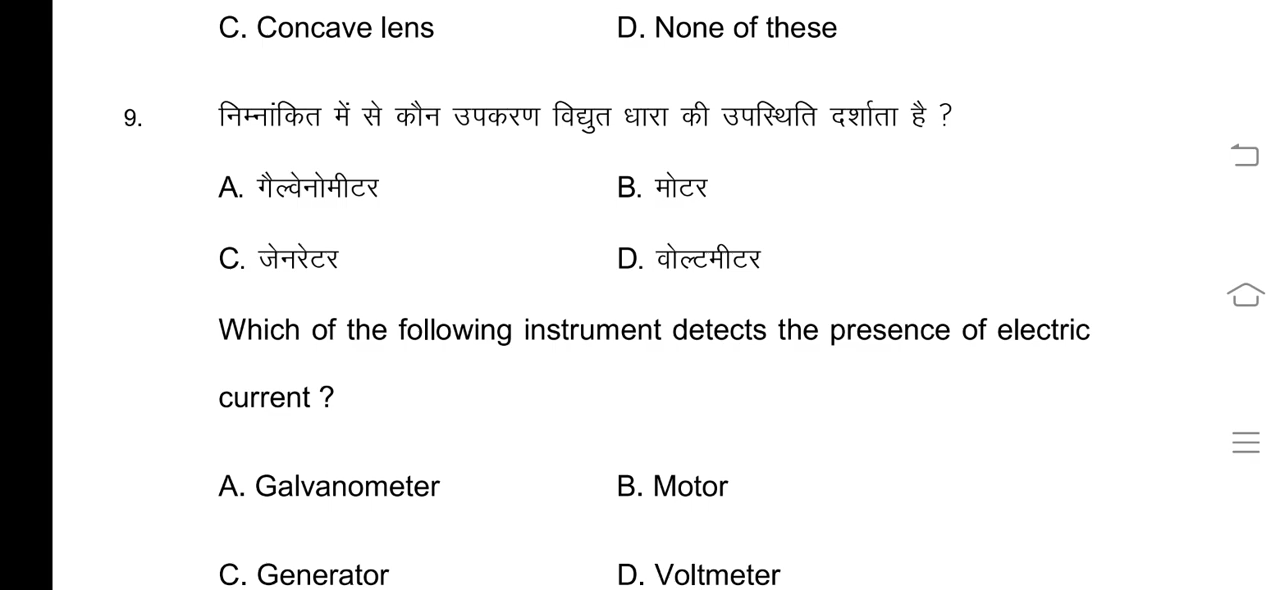 C. Concave lens D. None of these
9. निम्नांकित में से कौन उपकरण विद्युत धारा की उपस्थिति दर्शाता है ?
A. गैल्वेनोमीटर B. मोटर
C. जेनरेटर D. वोल्टमीटर
Which of the following instrument detects the presence of electric
current ?
A. Galvanometer B. Motor
C. Generator D. Voltmeter